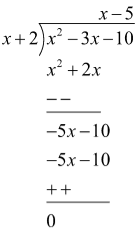 x − 5
x + 2)x² − 3x − 10
x² + 2x
− −
−5x − 10
−5x − 10
+ +
0